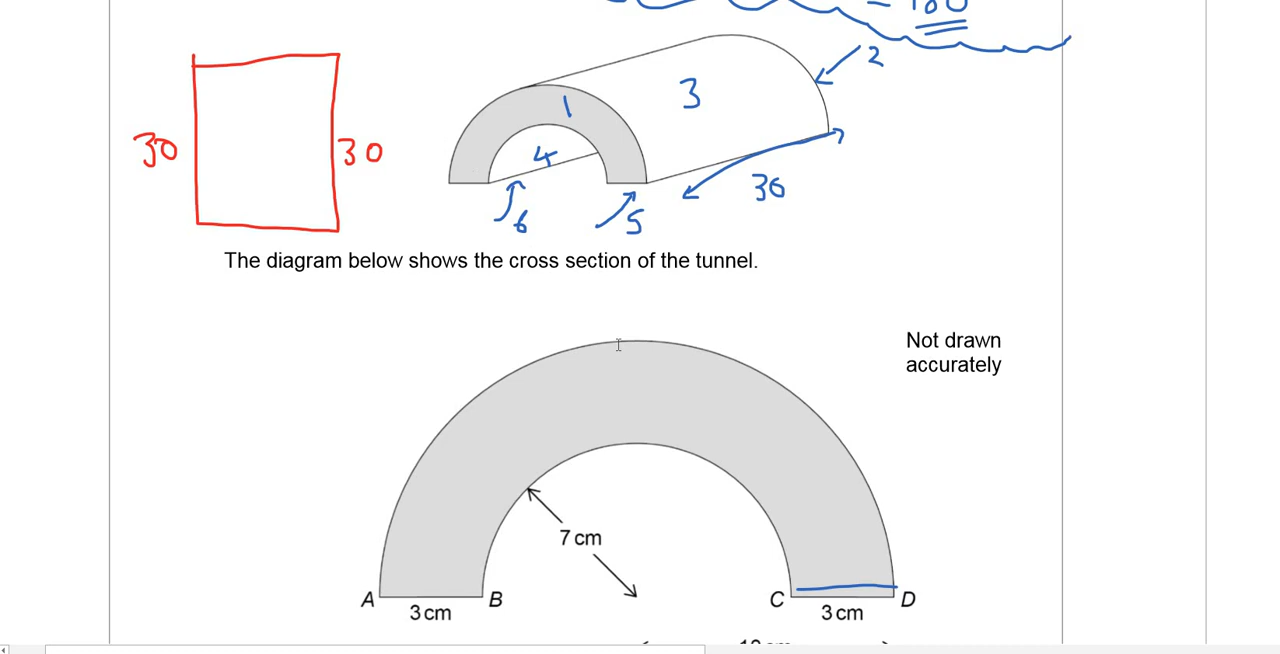 = 180
2
3
1
30
30
4
30
6
5
The diagram below shows the cross section of the tunnel.
Not drawn
accurately
7 cm
A
B
C
D
3 cm
3 cm